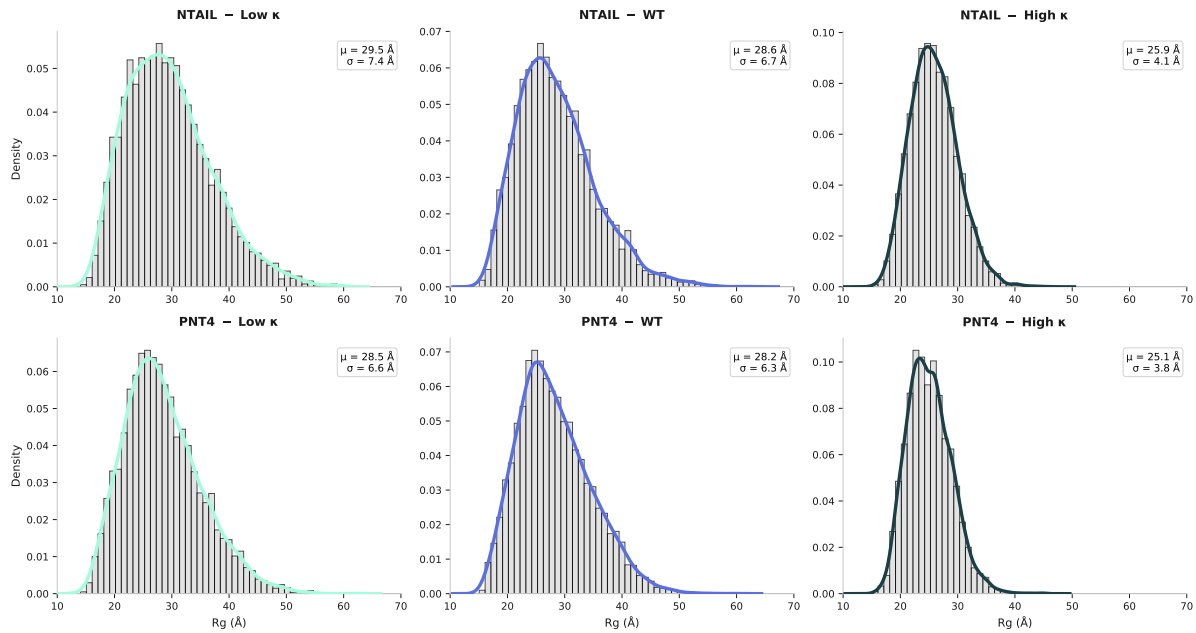 NTAIL − Low κ
NTAIL − WT
NTAIL − High κ
μ = 29.5 Å
σ = 7.4 Å
μ = 28.6 Å
σ = 6.7 Å
μ = 25.9 Å
σ = 4.1 Å
Density
0.05
0.04
0.03
0.02
0.01
0.00
0.07
0.06
0.05
0.04
0.03
0.02
0.01
0.00
0.10
0.08
0.06
0.04
0.02
0.00
10 20 30 40 50 60 70
10 20 30 40 50 60 70
10 20 30 40 50 60 70
PNT4 − Low κ
PNT4 − WT
PNT4 − High κ
μ = 28.5 Å
σ = 6.6 Å
μ = 28.2 Å
σ = 6.3 Å
μ = 25.1 Å
σ = 3.8 Å
Density
0.06
0.05
0.04
0.03
0.02
0.01
0.00
0.07
0.06
0.05
0.04
0.03
0.02
0.01
0.00
0.10
0.08
0.06
0.04
0.02
0.00
10 20 30 40 50 60 70
10 20 30 40 50 60 70
10 20 30 40 50 60 70
Rg (Å)
Rg (Å)
Rg (Å)